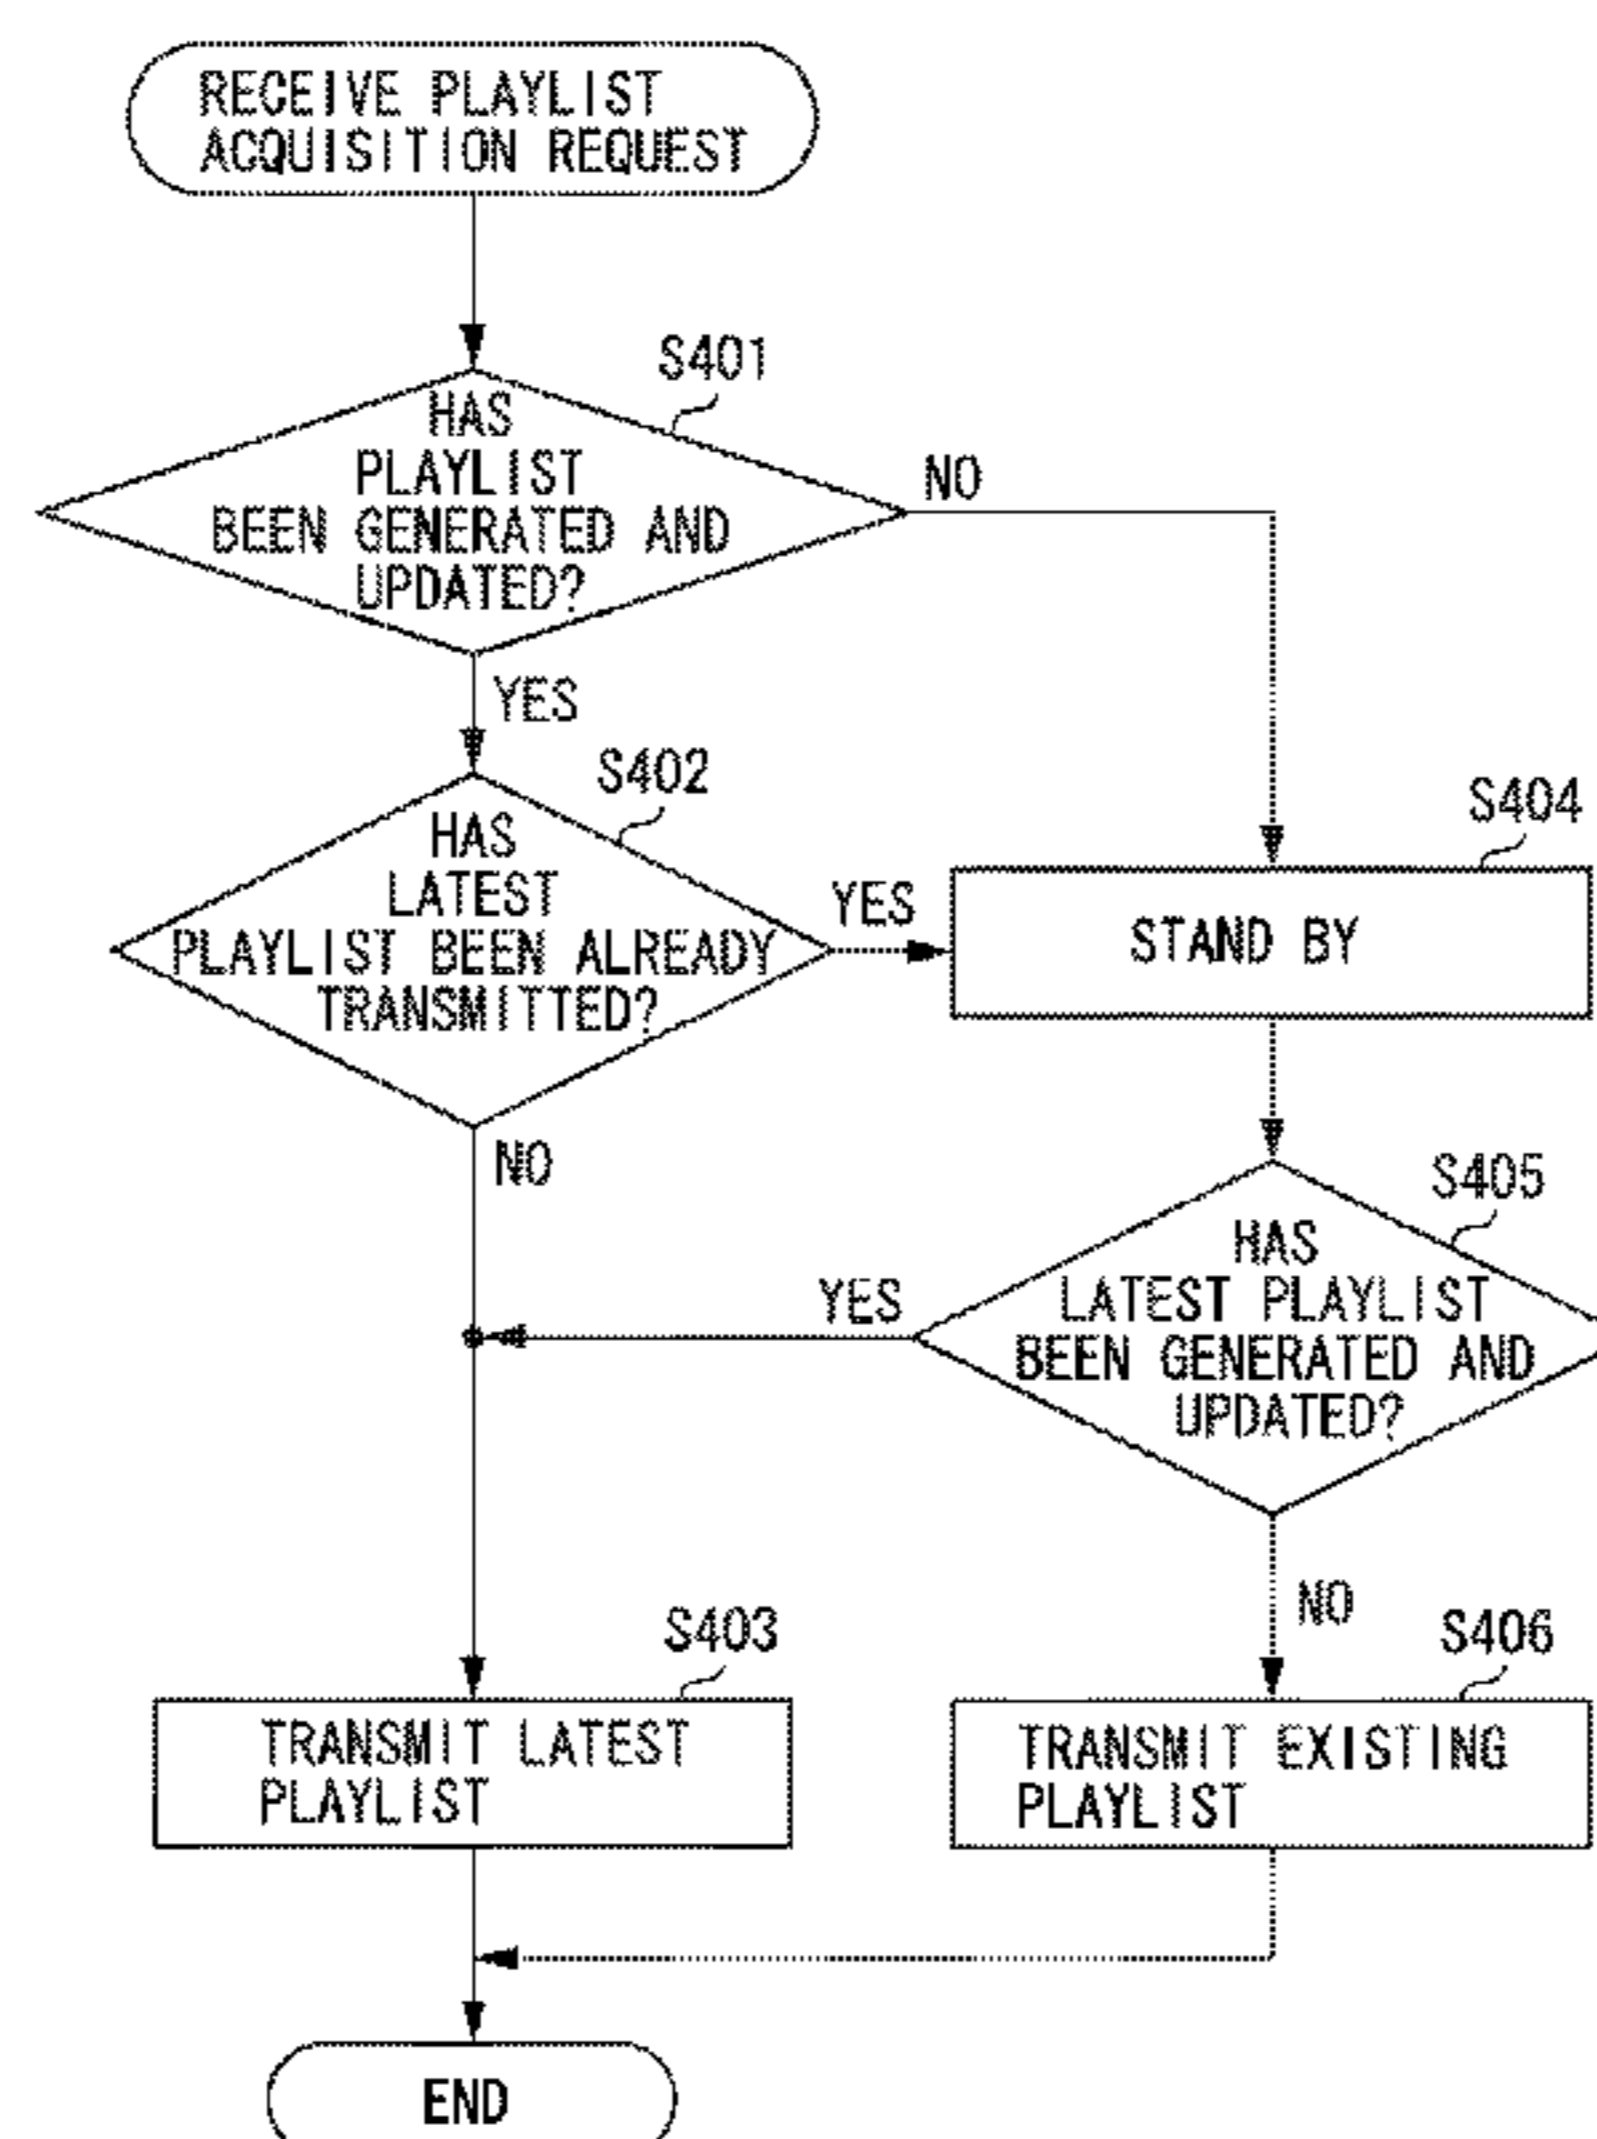 RECEIVE PLAYLIST
ACQUISITION REQUEST
S401
HAS
PLAYLIST
BEEN GENERATED AND
UPDATED?
NO
YES
S402
HAS
LATEST
PLAYLIST BEEN ALREADY
TRANSMITTED?
YES
NO
S404
STAND BY
S405
HAS
LATEST PLAYLIST
BEEN GENERATED AND
UPDATED?
YES
NO
S403
TRANSMIT LATEST
PLAYLIST
S406
TRANSMIT EXISTING
PLAYLIST
END